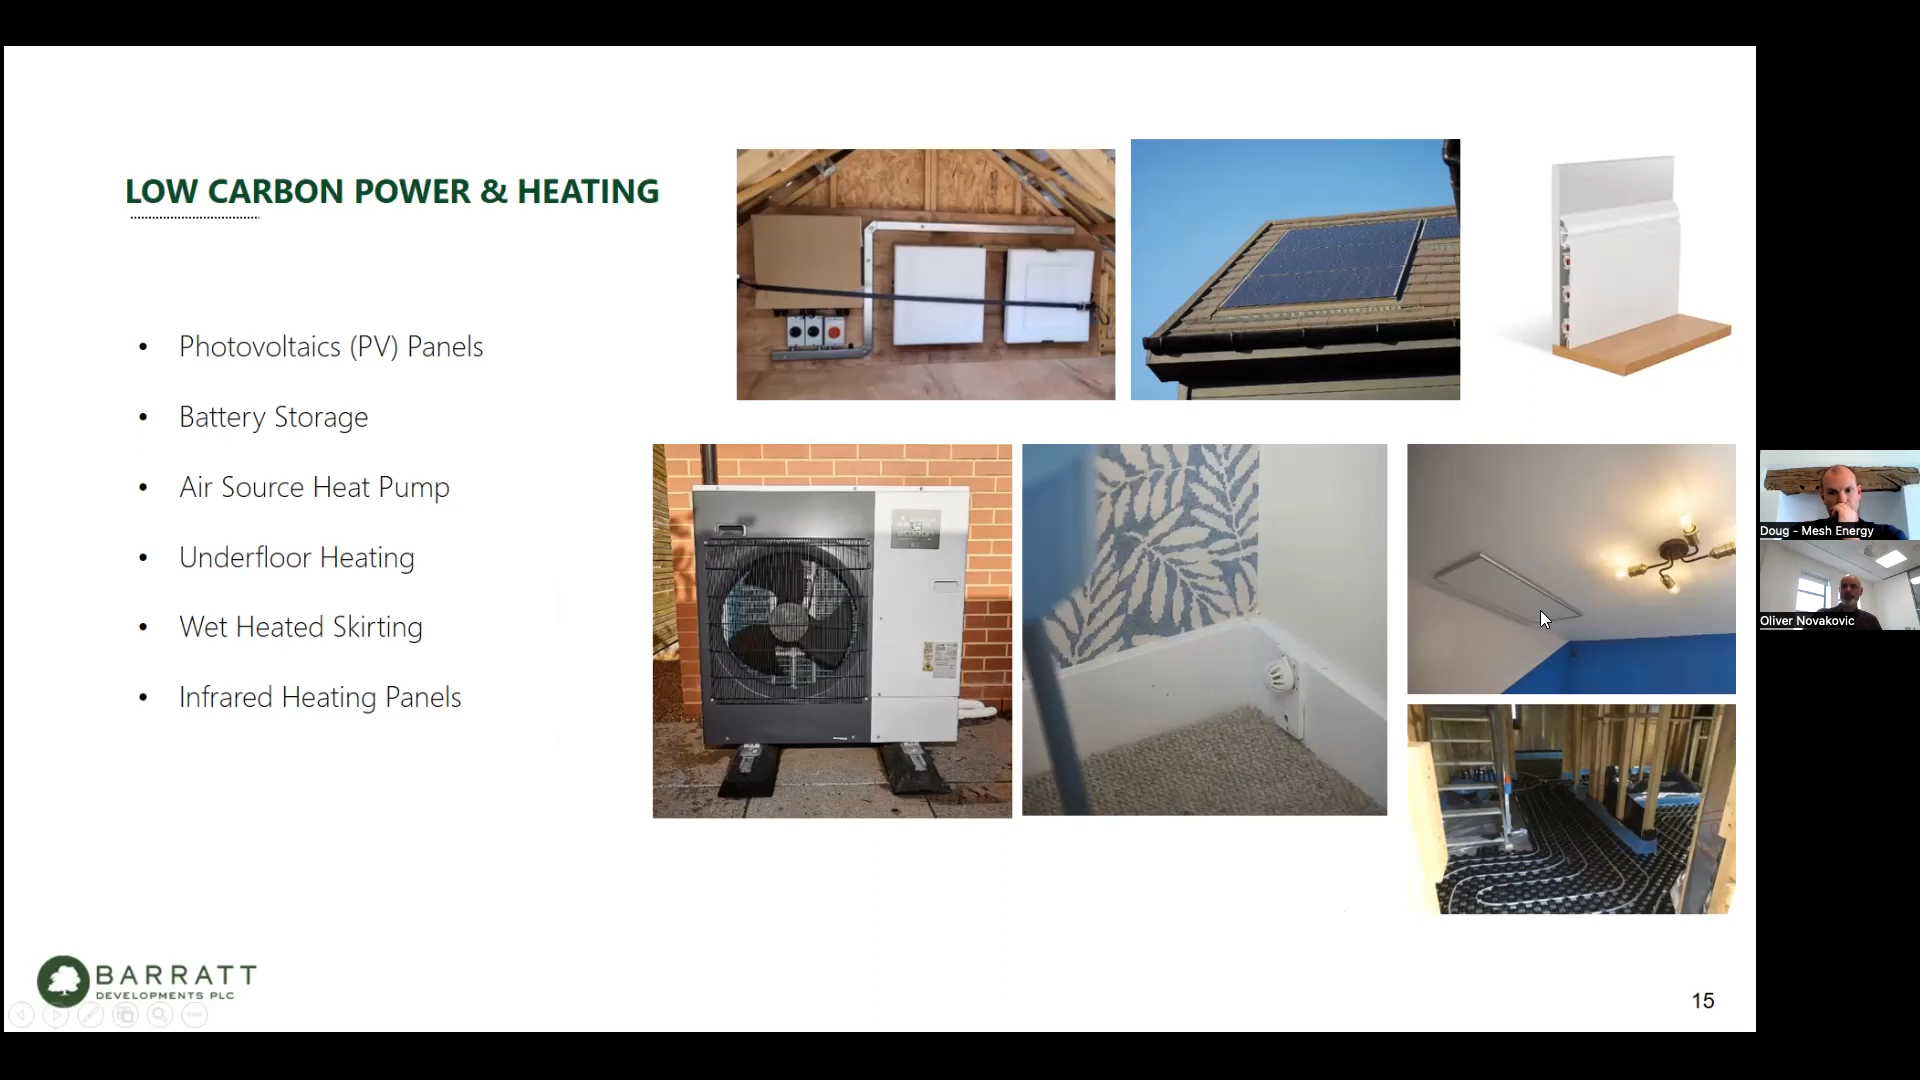 LOW CARBON POWER & HEATING
• Photovoltaics (PV) Panels
• Battery Storage
• Air Source Heat Pump
• Underfloor Heating
• Wet Heated Skirting
• Infrared Heating Panels
Doug - Mesh Energy
Oliver Novakovic
BARRATT
DEVELOPMENTS PLC
15